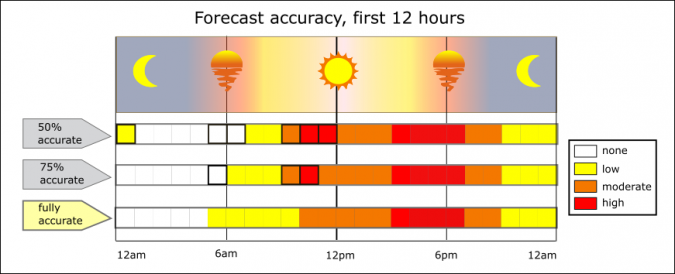 Forecast accuracy, first 12 hours
50%
accurate
75%
accurate
fully
accurate
none
low
moderate
high
12am
6am
12pm
6pm
12am